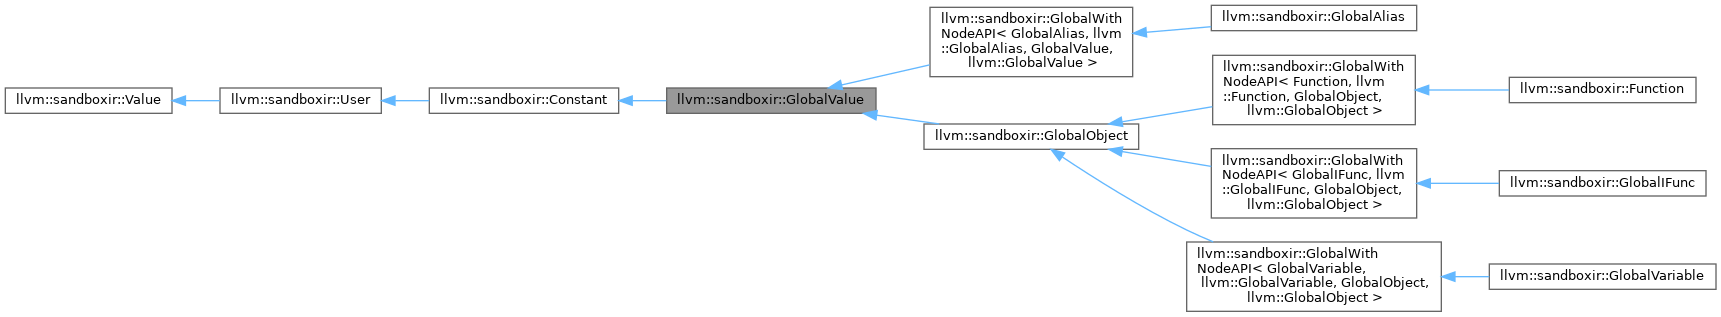 llvm::sandboxir::Value
llvm::sandboxir::User
llvm::sandboxir::Constant
llvm::sandboxir::GlobalValue
llvm::sandboxir::GlobalWith
NodeAPI< GlobalAlias, llvm
::GlobalAlias, GlobalValue,
llvm::GlobalValue >
llvm::sandboxir::GlobalAlias
llvm::sandboxir::GlobalObject
llvm::sandboxir::GlobalWith
NodeAPI< Function, llvm
::Function, GlobalObject,
llvm::GlobalObject >
llvm::sandboxir::Function
llvm::sandboxir::GlobalWith
NodeAPI< GlobalIFunc, llvm
::GlobalIFunc, GlobalObject,
llvm::GlobalObject >
llvm::sandboxir::GlobalIFunc
llvm::sandboxir::GlobalWith
NodeAPI< GlobalVariable,
llvm::GlobalVariable, GlobalObject,
llvm::GlobalObject >
llvm::sandboxir::GlobalVariable